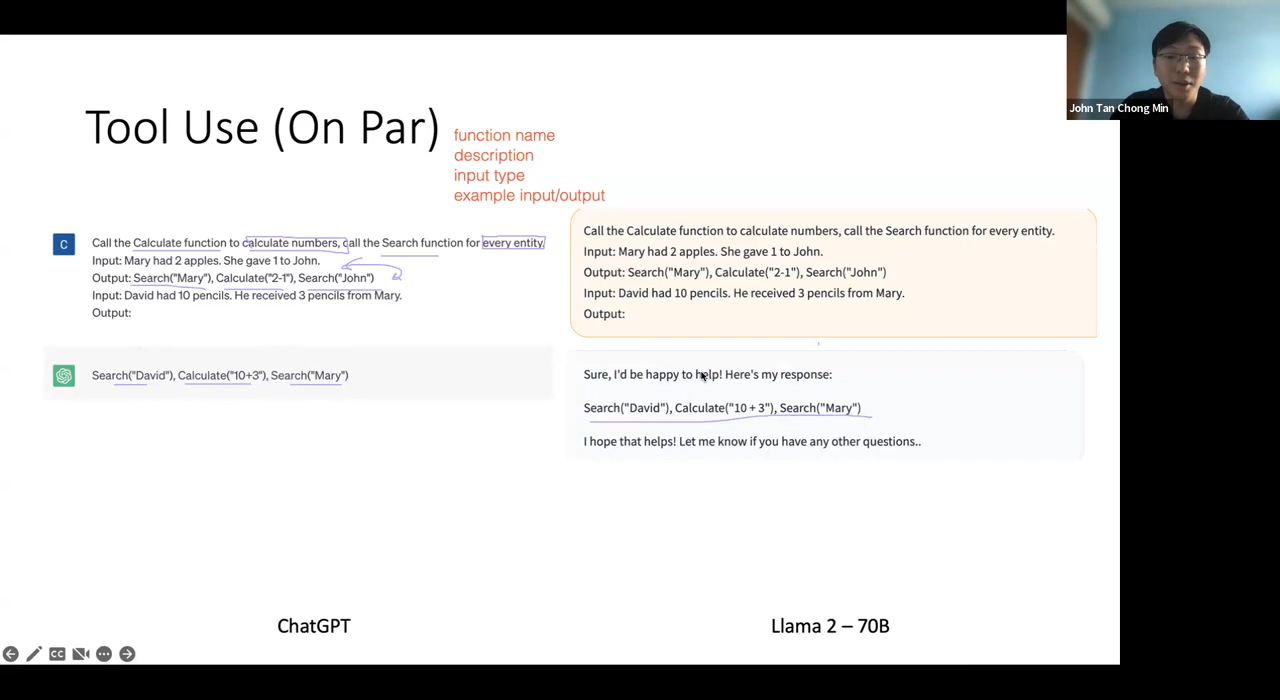 John Tan Chong Min
Tool Use (On Par)
function name
description
input type
example input/output
C
Call the Calculate function to calculate numbers, call the Search function for every entity.
Input: Mary had 2 apples. She gave 1 to John.
Output: Search("Mary"), Calculate("2-1"), Search("John")
Input: David had 10 pencils. He received 3 pencils from Mary.
Output:
Search("David"), Calculate("10+3"), Search("Mary")
ChatGPT
Call the Calculate function to calculate numbers, call the Search function for every entity.
Input: Mary had 2 apples. She gave 1 to John.
Output: Search("Mary"), Calculate("2-1"), Search("John")
Input: David had 10 pencils. He received 3 pencils from Mary.
Output:
Sure, I'd be happy to help! Here's my response:
Search("David"), Calculate("10 + 3"), Search("Mary")
I hope that helps! Let me know if you have any other questions..
Llama 2 – 70B
CC